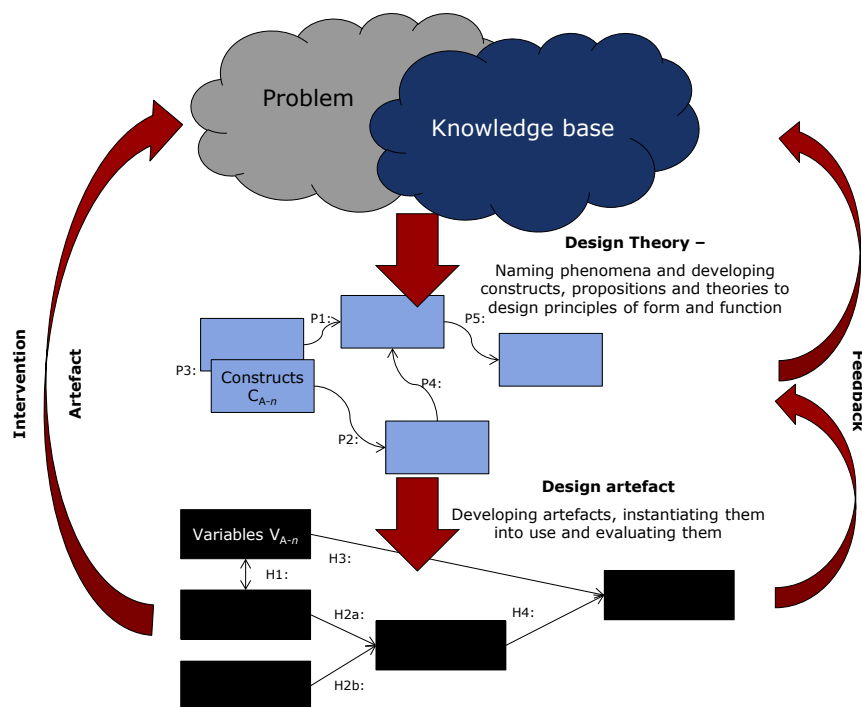 Problem
Knowledge base
Design Theory –
Naming phenomena and developing
constructs, propositions and theories to
design principles of form and function
P1:
P5:
P3:
Constructs
C_A-n
P4:
P2:
Intervention
Artefact
Feedback
Design artefact
Developing artefacts, instantiating them
into use and evaluating them
Variables V_A-n
H3:
H1:
H2a:
H4:
H2b: